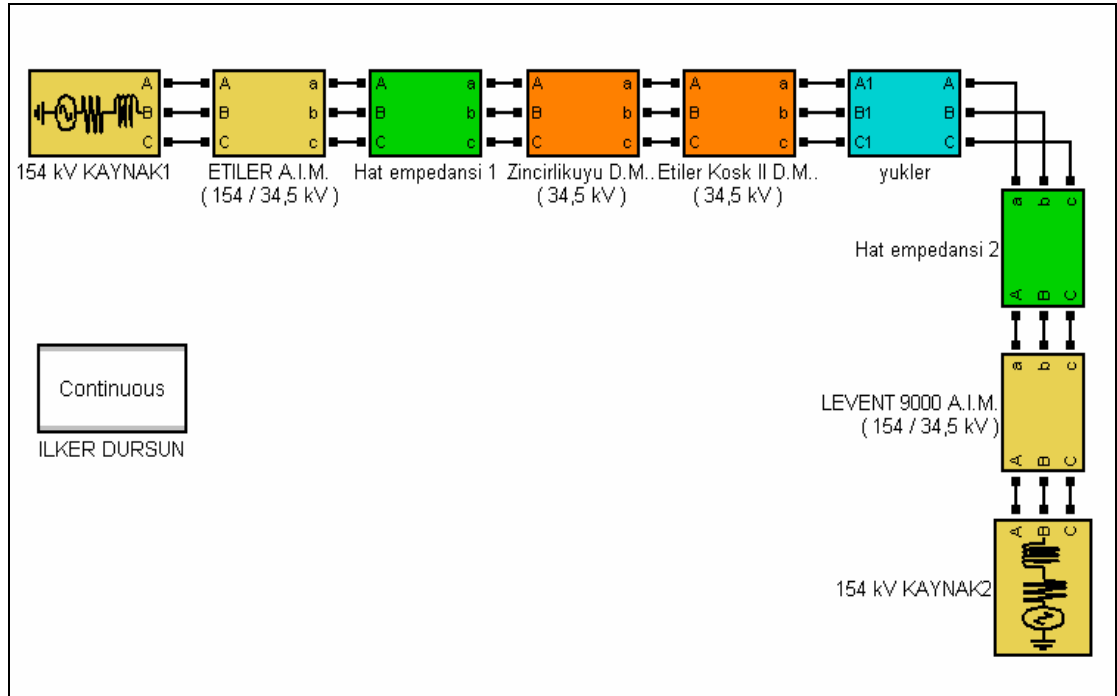 A A a A a A a A a A1 A
B B b B b B b B b B1 B
C C c C c C c C c C1 C
154 kV KAYNAK1
ETILER A.I.M.
( 154 / 34,5 kV )
Hat empedansi 1
Zincirlikuyu D.M..
( 34,5 kV )
Etiler Kosk II D.M..
( 34,5 kV )
yukler
a b c
Hat empedansi 2
A B C
a b c
LEVENT 9000 A.I.M.
( 154 / 34,5 kV )
A B C
A B C
154 kV KAYNAK2
Continuous
ILKER DURSUN